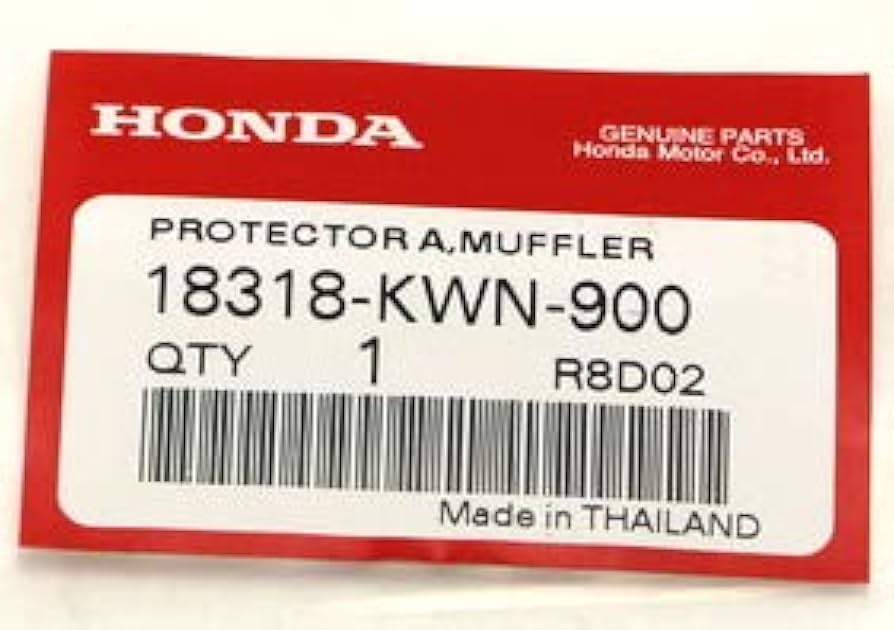 HONDA
GENUINE PARTS
Honda Motor Co., Ltd.
PROTECTOR A,MUFFLER
18318-KWN-900
QTY 1 R8D02
Made in THAILAND